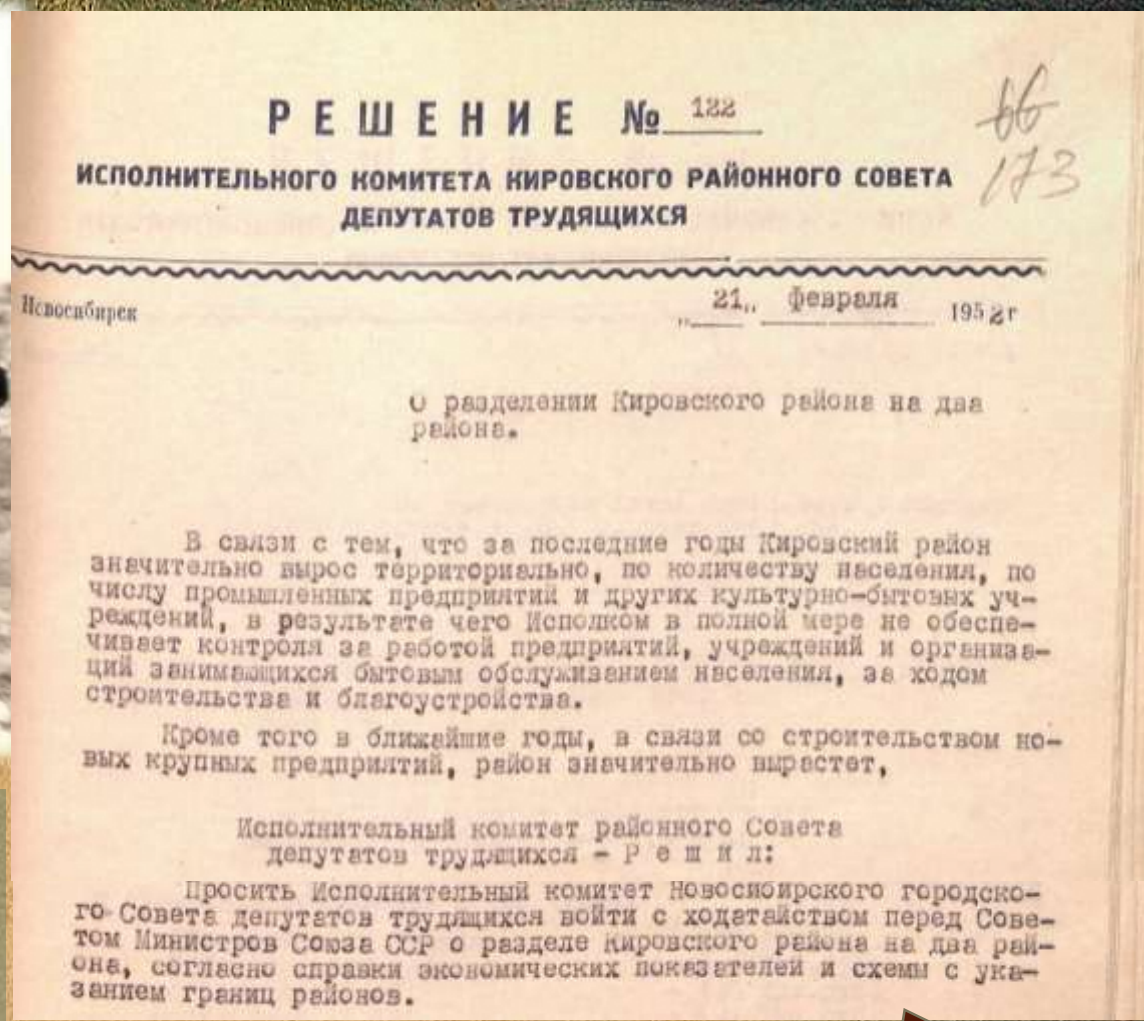 РЕШЕНИЕ № 122
66
173
ИСПОЛНИТЕЛЬНОГО КОМИТЕТА КИРОВСКОГО РАЙОННОГО СОВЕТА
ДЕПУТАТОВ ТРУДЯЩИХСЯ
Новосибирск „21„ февраля 1952 г
О разделении Кировского района на два
района.
В связи с тем, что за последние годы Кировский район
значительно вырос территориально, по количеству населения, по
числу промышленных предприятий и других культурно-бытовых уч-
реждений, в результате чего Исполком в полной мере не обеспе-
чивает контроля за работой предприятий, учреждений и организа-
ций занимающихся бытовым обслуживанием населения, за ходом
строительства и благоустройства.
Кроме того в ближайшие годы, в связи со строительством но-
вых крупных предприятий, район значительно вырастет,
Исполнительный комитет районного Совета
депутатов трудящихся - Р е ш и л:
Просить Исполнительный комитет Новосибирского городско-
го Совета депутатов трудящихся войти с ходатайством перед Сове-
том Министров Союза ССР о разделе Кировского района на два рай-
она, согласно справки экономических показателей и схемы с ука-
занием границ районов.